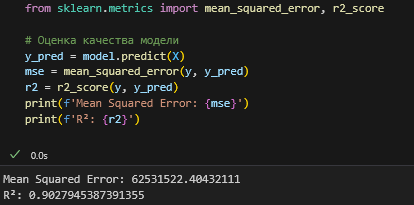 from sklearn.metrics import mean_squared_error, r2_score
# Оценка качества модели
y_pred = model.predict(X)
mse = mean_squared_error(y, y_pred)
r2 = r2_score(y, y_pred)
print(f'Mean Squared Error: {mse}')
print(f'R²: {r2}')
0.0s
Mean Squared Error: 62531522.40432111
R²: 0.9027945387391355